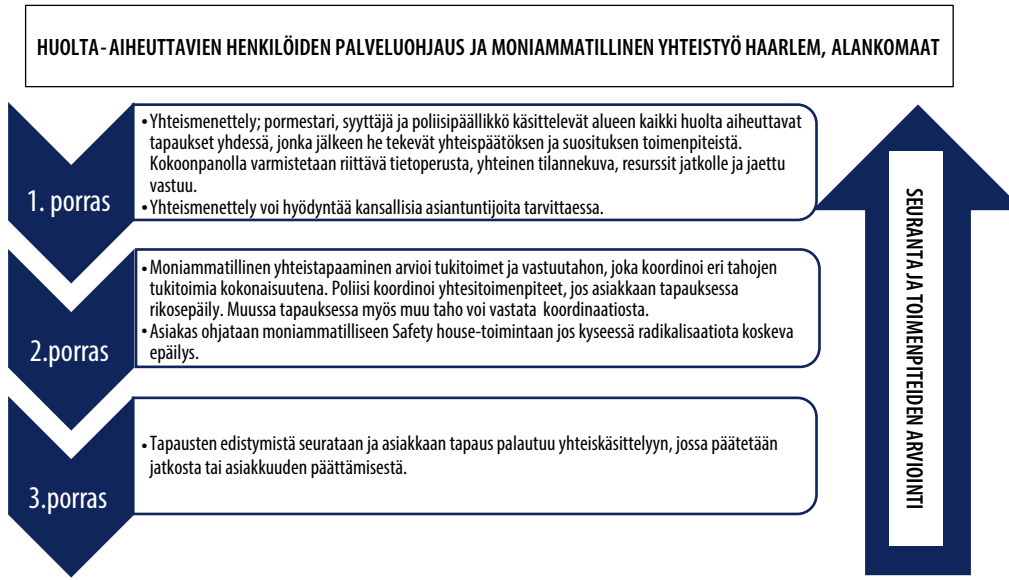 HUOLTA-AIHEUTTAVIEN HENKILÖIDEN PALVELUOHJAUS JA MONIAMMATILLINEN YHTEISTYÖ HAARLEM, ALANKOMAAT
1. porras
• Yhteismenettely; pormestari, syyttäjä ja poliisipäällikkö käsittelevät alueen kaikki huolta aiheuttavat
tapaukset yhdessä, jonka jälkeen he tekevät yhteispäätöksen ja suosituksen toimenpiteistä.
Kokoonpanolla varmistetaan riittävä tietoperusta, yhteinen tilannekuva, resurssit jatkolle ja jaettu
vastuu.
• Yhteismenettely voi hyödyntää kansallisia asiantuntijoita tarvittaessa.
2.porras
• Moniammatillinen yhteistapaaminen arvioi tukitoimet ja vastuutahon, joka koordinoi eri tahojen
tukitoimia kokonaisuutena. Poliisi koordinoi yhtesitoimenpiteet, jos asiakkaan tapauksessa
rikosepäily. Muussa tapauksessa myös muu taho voi vastata koordinaatiosta.
• Asiakas ohjataan moniammatilliseen Safety house-toimintaan jos kyseessä radikalisaatiota koskeva
epäilys.
3.porras
• Tapausten edistymistä seurataan ja asiakkaan tapaus palautuu yhteiskäsittelyyn, jossa päätetään
jatkosta tai asiakkuuden päättämisestä.
SEURANTA JA TOIMENPITEIDEN ARVIOINTI